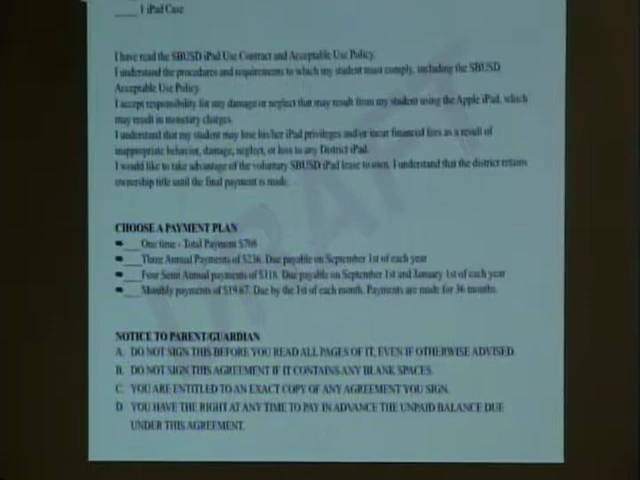 ____ 1 iPad Case
I have read the SBUSD iPad Use Contract and Acceptable Use Policy.
I understand the procedures and requirements to which my student must comply, including the SBUSD
Acceptable Use Policy.
I accept responsibility for any damage or neglect that may result from my student using the Apple iPad, which
may result in monetary charges.
I understand that my student may lose his/her iPad privileges and/or incur financial fees as a result of
inappropriate behavior, damage, neglect, or loss to any District iPad.
I would like to take advantage of the voluntary SBUSD iPad lease to own. I understand that the district retains
ownership title until the final payment is made.
DRAFT
CHOOSE A PAYMENT PLAN
____ One time - Total Payment $708
____ Three Annual Payments of $236. Due payable on September 1st of each year
____ Four Semi Annual payments of $118. Due payable on September 1st and January 1st of each year
____ Monthly payments of $19.67. Due by the 1st of each month. Payments are made for 36 months.
NOTICE TO PARENT/GUARDIAN
A. DO NOT SIGN THIS BEFORE YOU READ ALL PAGES OF IT, EVEN IF OTHERWISE ADVISED.
B. DO NOT SIGN THIS AGREEMENT IF IT CONTAINS ANY BLANK SPACES.
C. YOU ARE ENTITLED TO AN EXACT COPY OF ANY AGREEMENT YOU SIGN.
D. YOU HAVE THE RIGHT AT ANY TIME TO PAY IN ADVANCE THE UNPAID BALANCE DUE
UNDER THIS AGREEMENT.